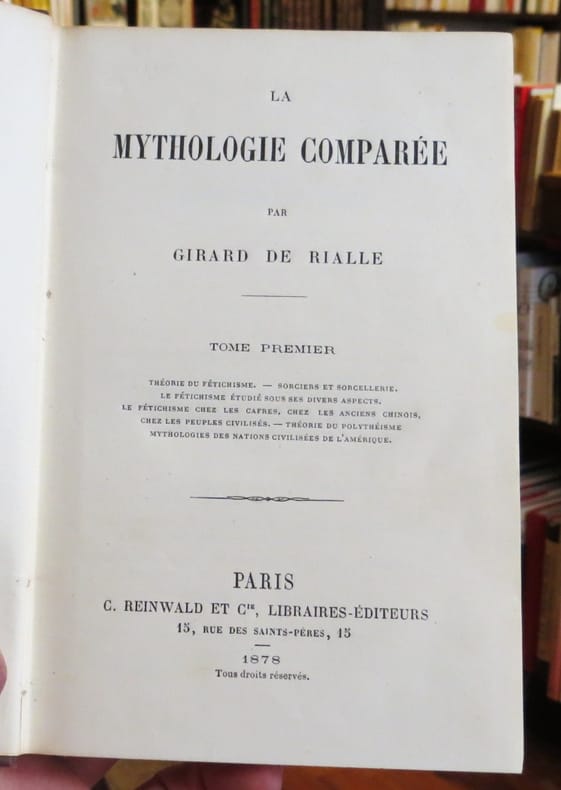 LA
MYTHOLOGIE COMPARÉE
PAR
GIRARD DE RIALLE
TOME PREMIER
THÉORIE DU FÉTICHISME. — SORCIERS ET SORCELLERIE.
LE FÉTICHISME ÉTUDIÉ SOUS SES DIVERS ASPECTS.
LE FÉTICHISME CHEZ LES CAFRES, CHEZ LES ANCIENS CHINOIS,
CHEZ LES PEUPLES CIVILISÉS. — THÉORIE DU POLYTHÉISME
MYTHOLOGIES DES NATIONS CIVILISÉES DE L'AMÉRIQUE.
PARIS
C. REINWALD ET Cie, LIBRAIRES-ÉDITEURS
15, RUE DES SAINTS-PÈRES, 15
1878
Tous droits réservés.